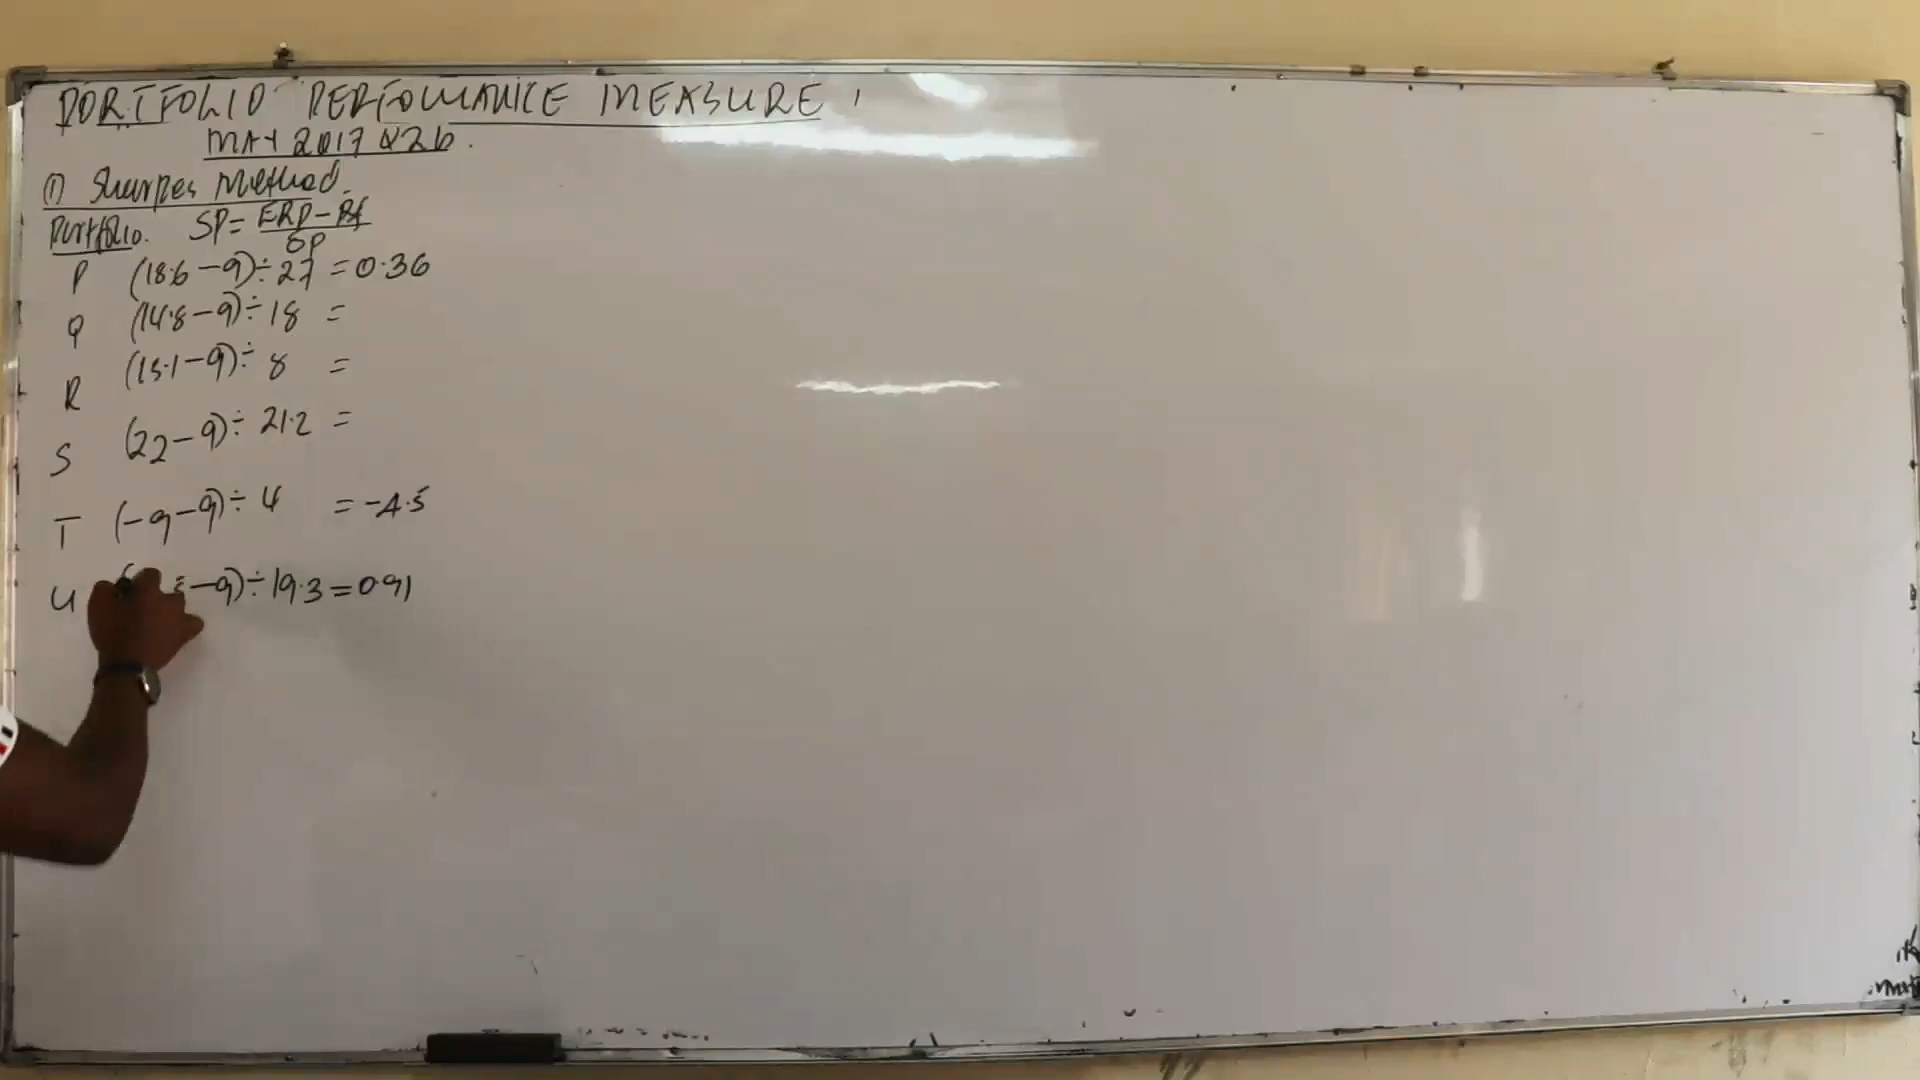 PORTFOLIO PERFOMANCE MEASURE
MAY 2017 Q2b.
(1) Sharpes Method.
Portfolio. SP = ERP - Rf
σp
P (18.6 - 9) ÷ 27 = 0.36
Q (14.8 - 9) ÷ 18 =
R (15.1 - 9) ÷ 8 =
S (22 - 9) ÷ 21.2 =
T (-9 - 9) ÷ 4 = -4.5
U - 9) ÷ 19.3 = 0.91